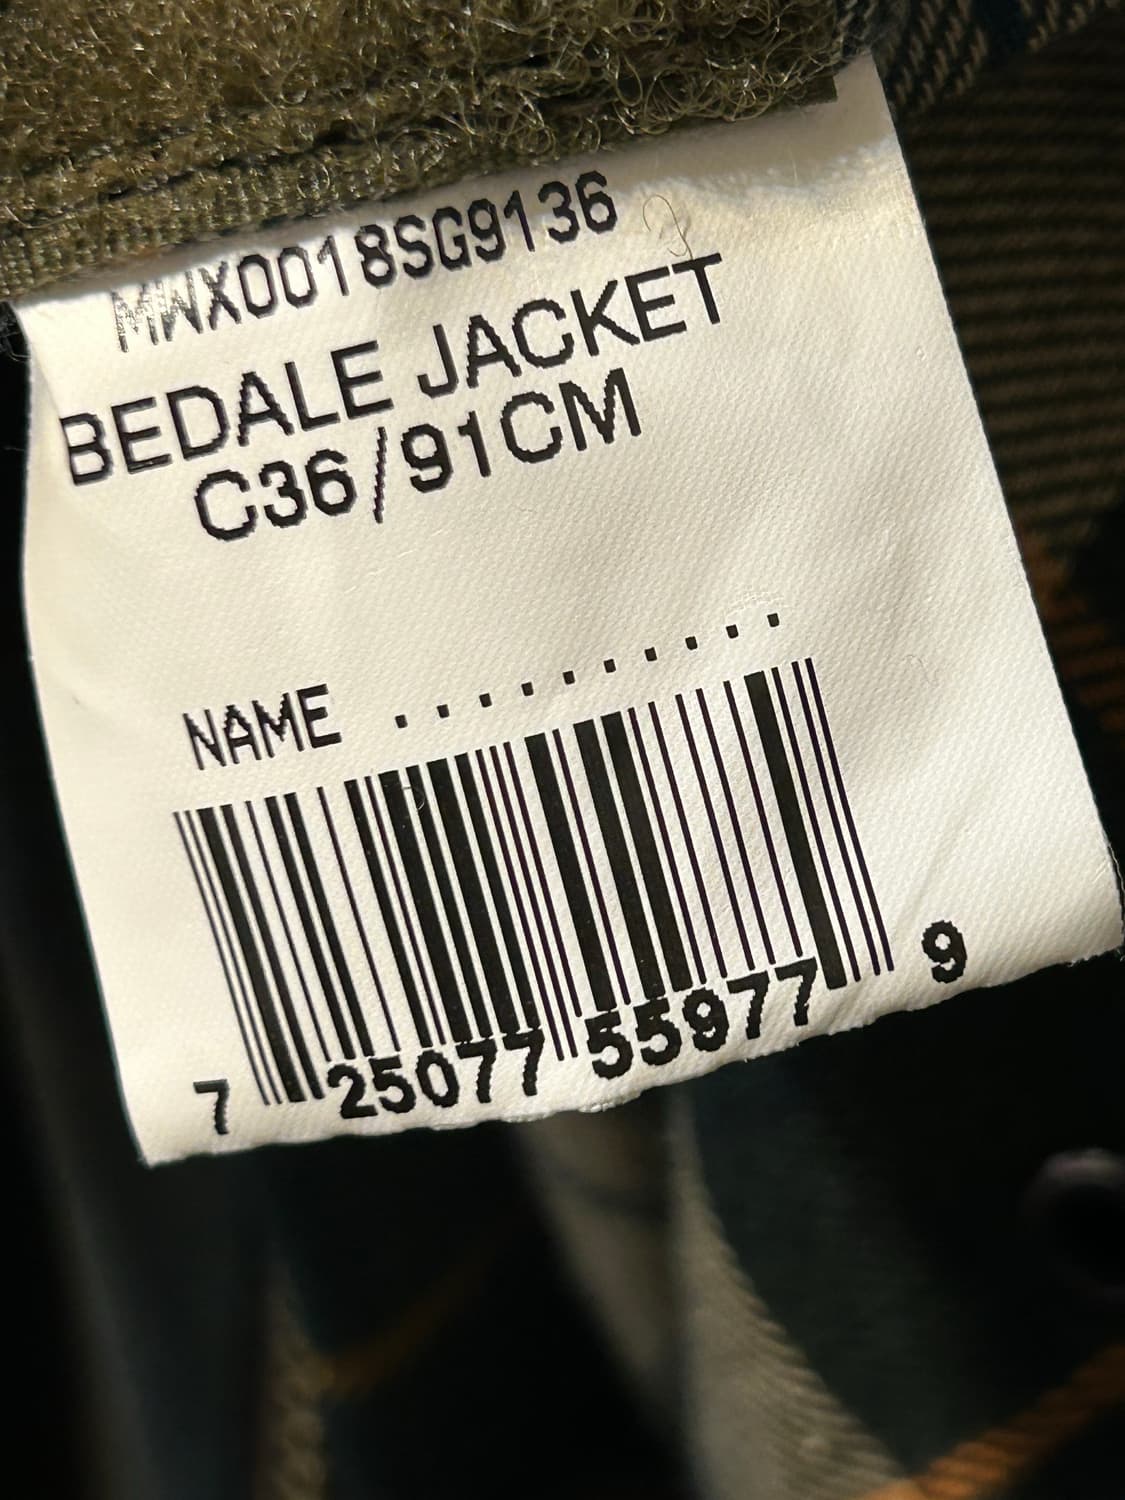 MWX0018SG9136
BEDALE JACKET
C36/91CM
NAME ..........
7 25077 55977 9